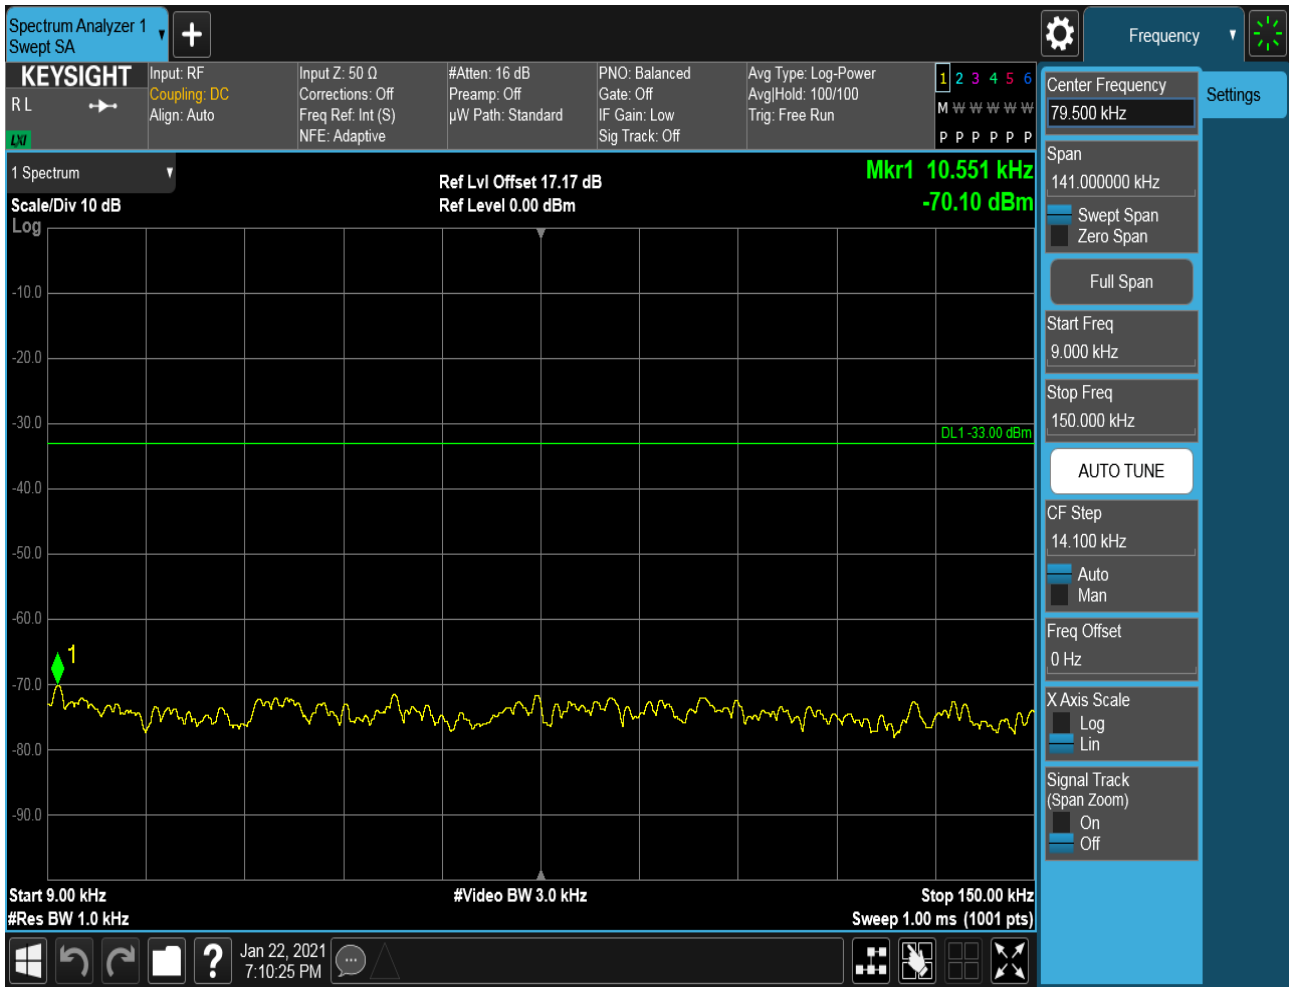 Spectrum Analyzer 1
Swept SA
Frequency
KEYSIGHT
R L
LXI
Input: RF
Coupling: DC
Align: Auto
Input Z: 50 Ω
Corrections: Off
Freq Ref: Int (S)
NFE: Adaptive
#Atten: 16 dB
Preamp: Off
µW Path: Standard
PNO: Balanced
Gate: Off
IF Gain: Low
Sig Track: Off
Avg Type: Log-Power
Avg|Hold: 100/100
Trig: Free Run
1 2 3 4 5 6
M W W W W W
P P P P P P
1 Spectrum
Scale/Div 10 dB
Log
Ref Lvl Offset 17.17 dB
Ref Level 0.00 dBm
Mkr1 10.551 kHz
-70.10 dBm
-10.0
-20.0
-30.0
DL1 -33.00 dBm
-40.0
-50.0
-60.0
1
-70.0
-80.0
-90.0
Start 9.00 kHz
#Video BW 3.0 kHz
Stop 150.00 kHz
#Res BW 1.0 kHz
Sweep 1.00 ms (1001 pts)
?
Jan 22, 2021
7:10:25 PM
Center Frequency
79.500 kHz
Settings
Span
141.000000 kHz
Swept Span
Zero Span
Full Span
Start Freq
9.000 kHz
Stop Freq
150.000 kHz
AUTO TUNE
CF Step
14.100 kHz
Auto
Man
Freq Offset
0 Hz
X Axis Scale
Log
Lin
Signal Track
(Span Zoom)
On
Off